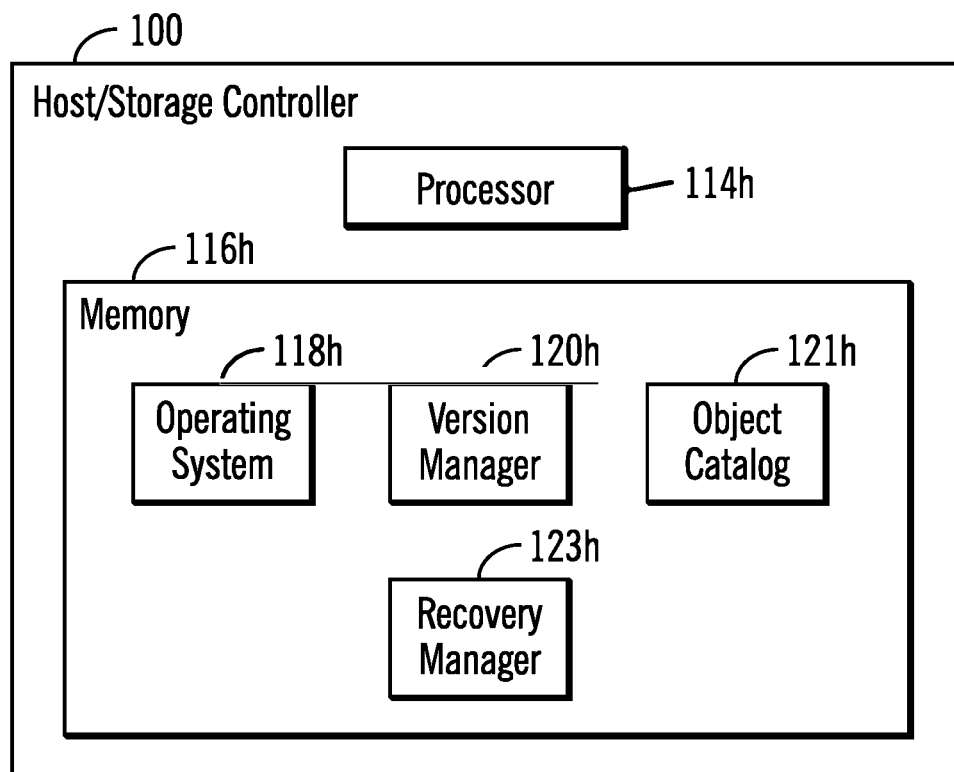 100
Host/Storage Controller
Processor
114h
116h
Memory
118h
120h
121h
Operating
System
Version
Manager
Object
Catalog
123h
Recovery
Manager